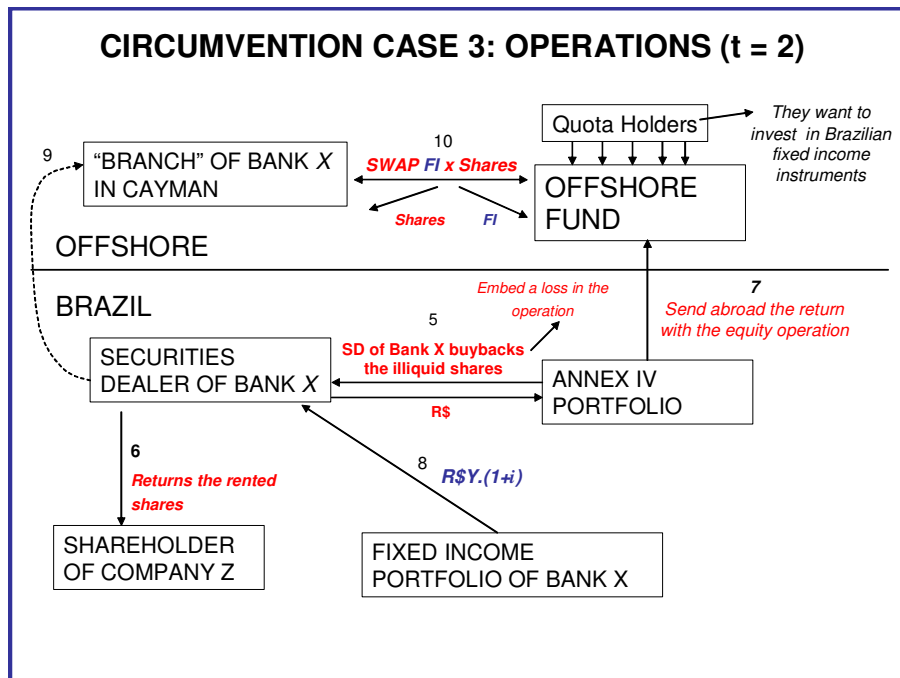 CIRCUMVENTION CASE 3: OPERATIONS (t = 2)
Quota Holders
They want to
invest in Brazilian
fixed income
instruments
9
“BRANCH” OF BANK X
IN CAYMAN
10
SWAP FI x Shares
Shares
FI
OFFSHORE
FUND
OFFSHORE
BRAZIL
7
Send abroad the return
with the equity operation
Embed a loss in the
operation
5
SD of Bank X buybacks
the illiquid shares
R$
SECURITIES
DEALER OF BANK X
ANNEX IV
PORTFOLIO
6
Returns the rented
shares
8
R$Y.(1+i)
SHAREHOLDER
OF COMPANY Z
FIXED INCOME
PORTFOLIO OF BANK X